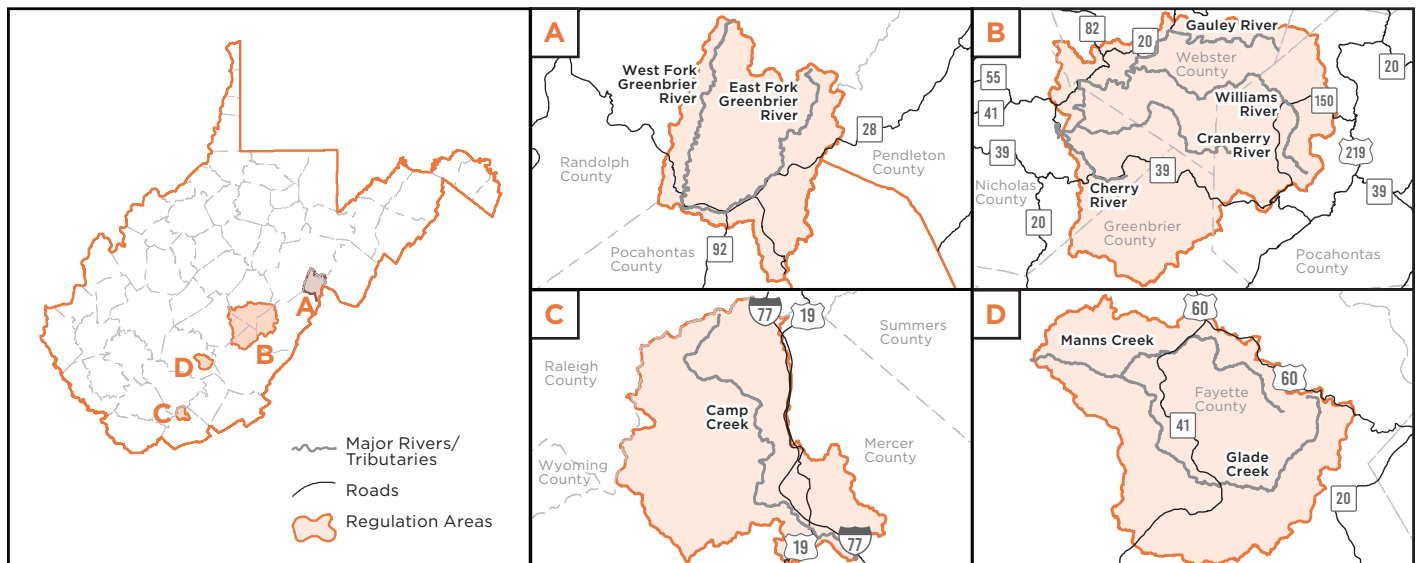 A
B
D
C
Major Rivers/
Tributaries
Roads
Regulation Areas
A
West Fork
Greenbrier
River
East Fork
Greenbrier
River
28
Randolph
County
Pendleton
County
92
Pocahontas
County
B
82
20
Gauley River
Webster
County
20
55
41
Williams
River
150
Cranberry
River
39
219
39
Nicholas
County
Cherry
River
39
20
Greenbrier
County
Pocahontas
County
C
77
19
Summers
County
Raleigh
County
Camp
Creek
Mercer
County
Wyoming
County
19
77
D
60
Manns Creek
60
Fayette
County
41
Glade
Creek
20